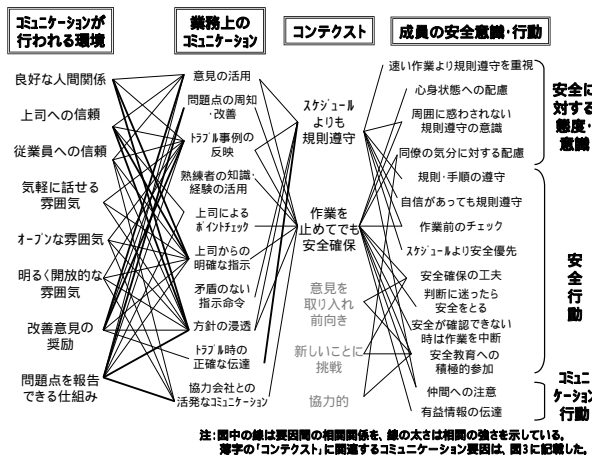 コミュニケーションが
行われる環境
業務上の
コミュニケーション
コンテクスト
成員の安全意識･行動
良好な人間関係
上司への信頼
従業員への信頼
気軽に話せる
雰囲気
オープンな雰囲気
明るく開放的な
雰囲気
改善意見の
奨励
問題点を報告
できる仕組み
意見の活用
問題点の周知
・改善
トラブル事例の
反映
熟練者の知識･
経験の活用
上司による
ポイントチェック
上司からの
明確な指示
矛盾のない
指示命令
方針の浸透
トラブル時の
正確な伝達
協力会社との
活発なコミュニケーション
スケジュール
よりも
規則遵守
作業を
止めてでも
安全確保
意見を
取り入れ
前向き
新しいことに
挑戦
協力的
速い作業より規則遵守を重視
心身状態への配慮
周囲に惑わされない
規則遵守の意識
同僚の気分に対する配慮
規則・手順の遵守
自信があっても規則遵守
作業前のチェック
スケジュールより安全優先
安全確保の工夫
判断に迷ったら
安全をとる
安全が確認できない
時は作業を中断
安全教育への
積極的参加
仲間への注意
有益情報の伝達
安全に
対する
態度・
意識
安
全
行
動
コミュニ
ケーション
行動
注：図中の線は要因間の相関関係を、線の太さは相関の強さを示している。
薄字の「コンテクスト」に関連するコミュニケーション要因は、図3に記載した。